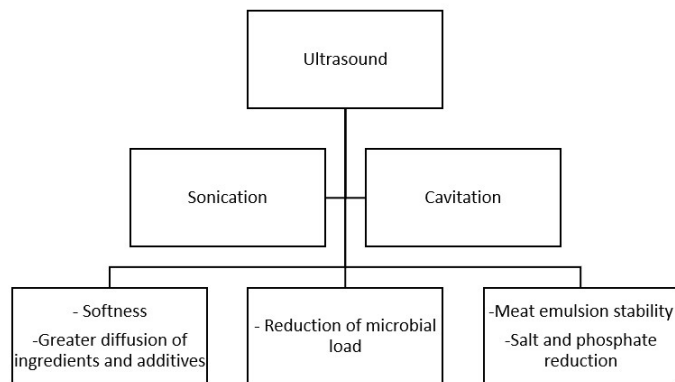 Ultrasound
Sonication
Cavitation
- Softness
-Greater diffusion of
ingredients and additives
- Reduction of microbial
load
-Meat emulsion stability
-Salt and phosphate
reduction